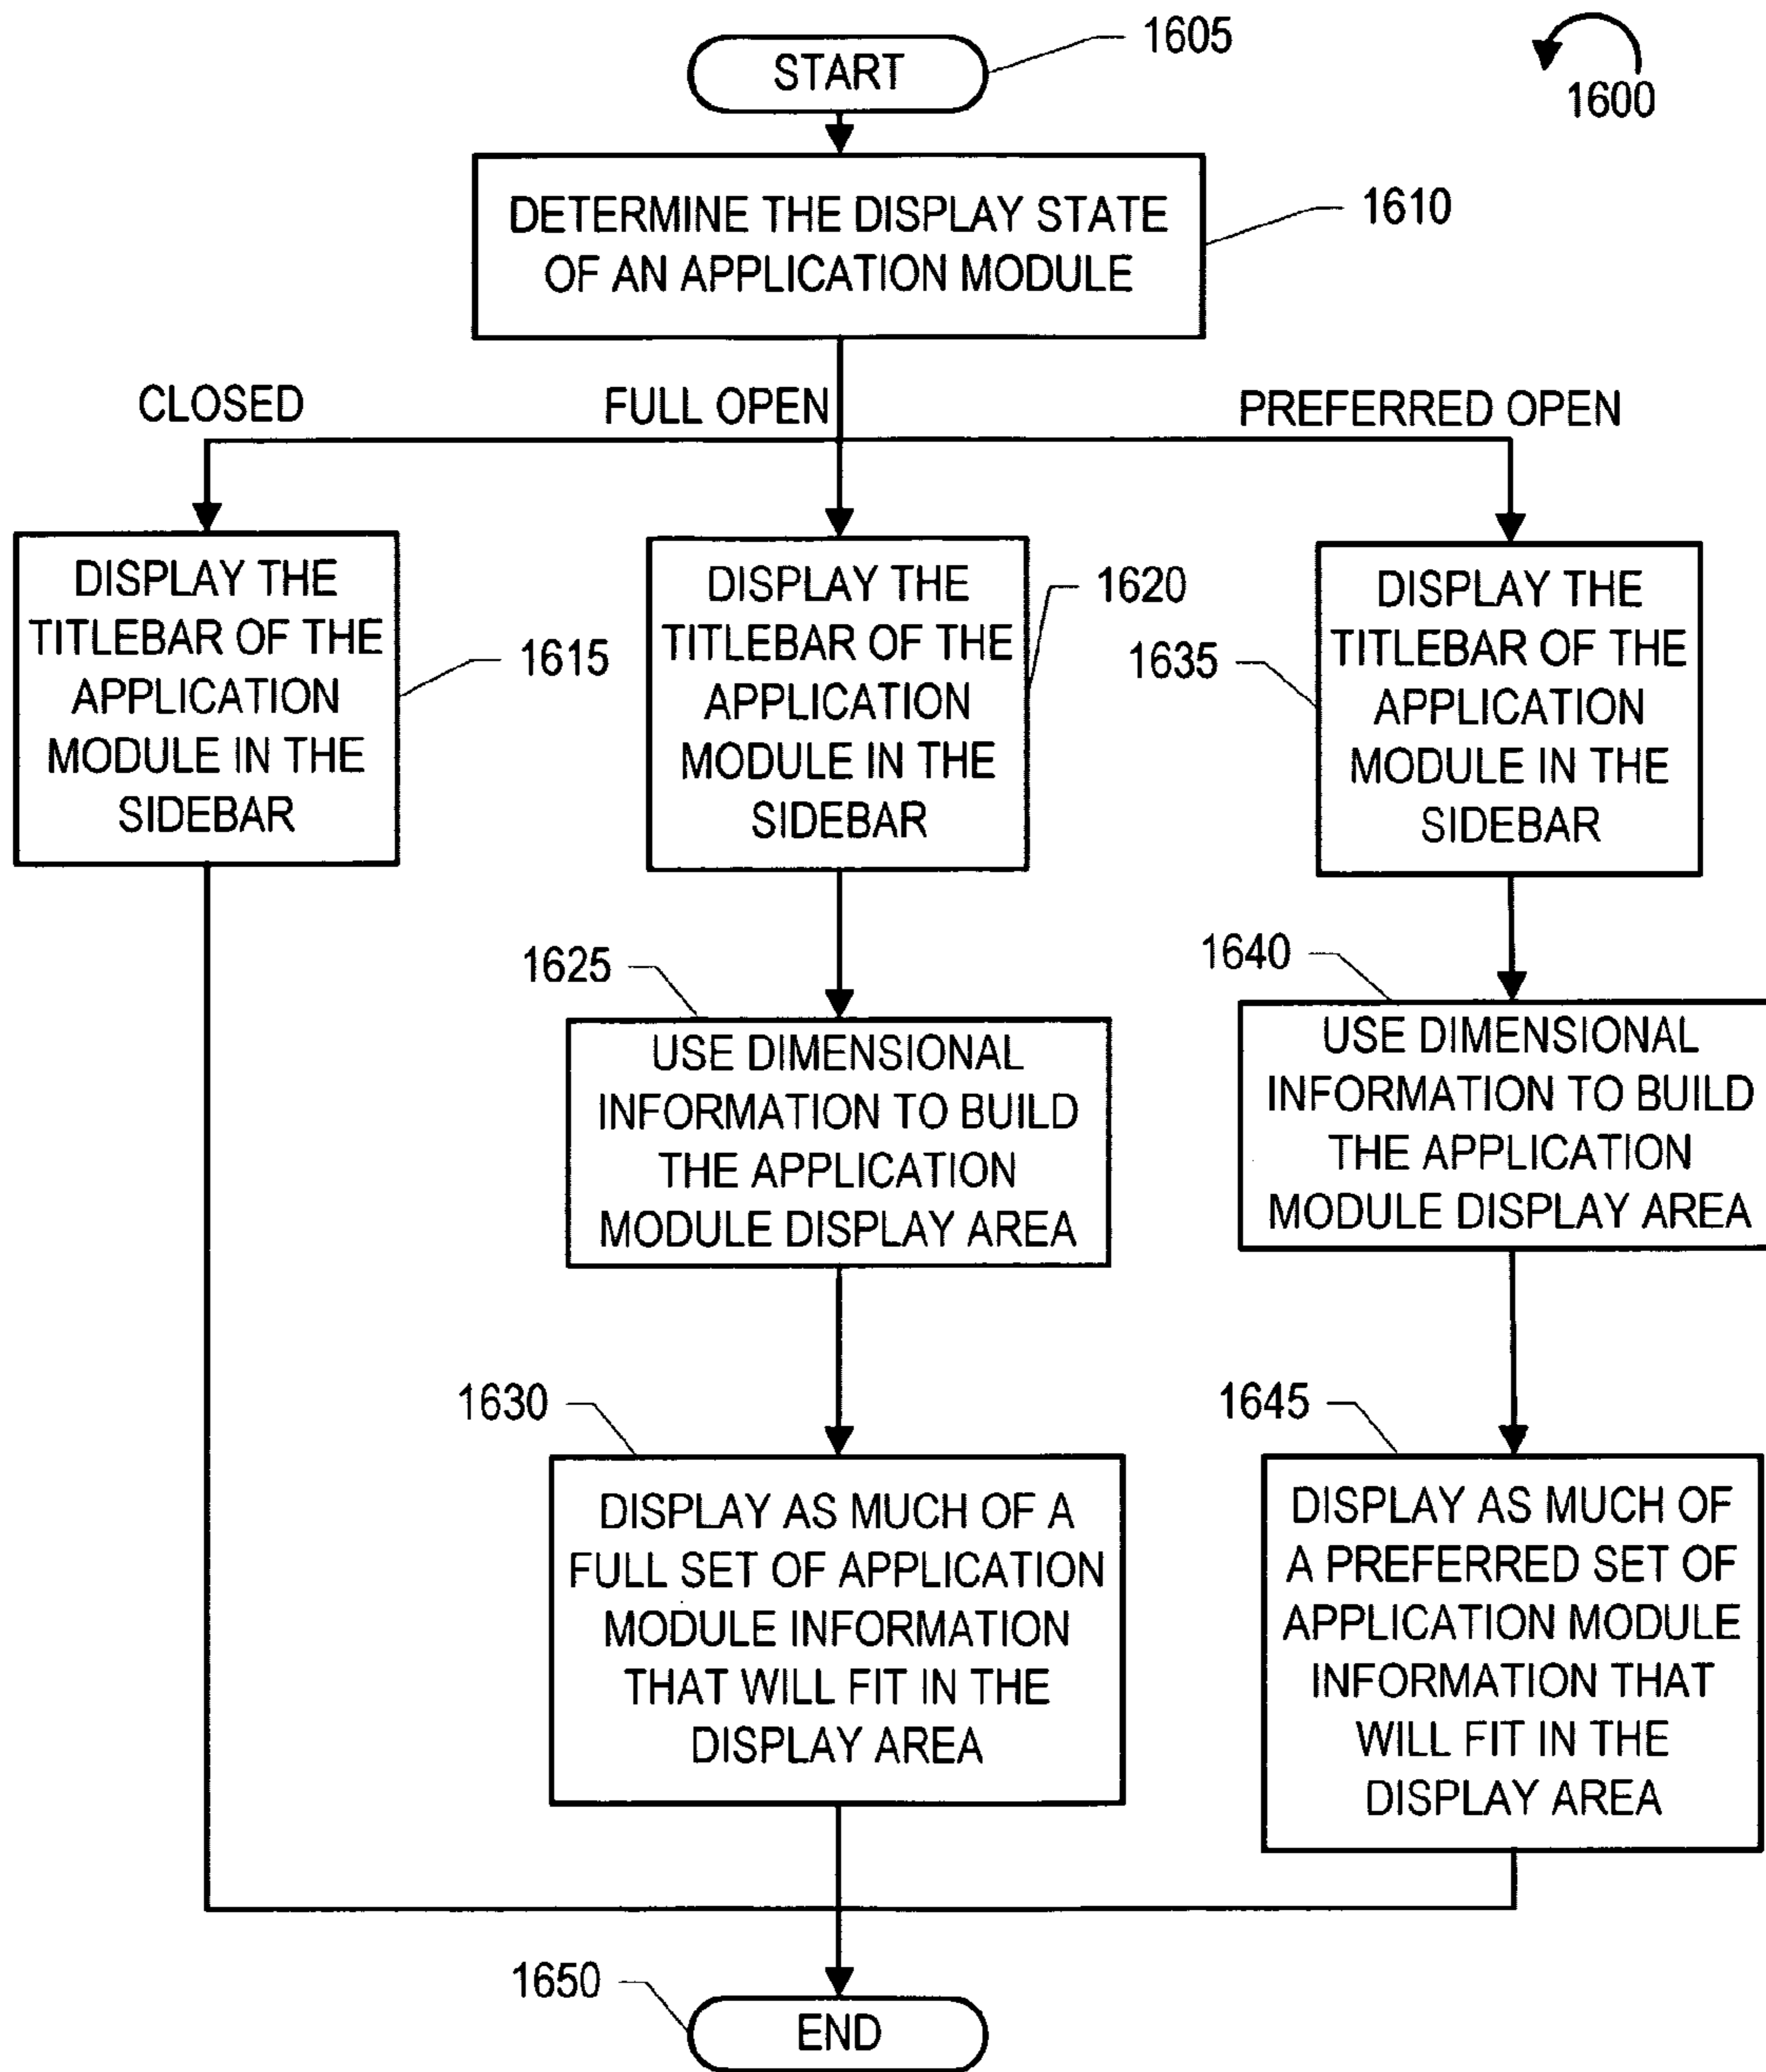 1605
START
1600
DETERMINE THE DISPLAY STATE
OF AN APPLICATION MODULE
1610
CLOSED
FULL OPEN
PREFERRED OPEN
DISPLAY THE
TITLEBAR OF THE
APPLICATION
MODULE IN THE
SIDEBAR
1615
DISPLAY THE
TITLEBAR OF THE
APPLICATION
MODULE IN THE
SIDEBAR
1620
1635
DISPLAY THE
TITLEBAR OF THE
APPLICATION
MODULE IN THE
SIDEBAR
1625
USE DIMENSIONAL
INFORMATION TO BUILD
THE APPLICATION
MODULE DISPLAY AREA
1640
USE DIMENSIONAL
INFORMATION TO BUILD
THE APPLICATION
MODULE DISPLAY AREA
1630
DISPLAY AS MUCH OF A
FULL SET OF APPLICATION
MODULE INFORMATION
THAT WILL FIT IN THE
DISPLAY AREA
1645
DISPLAY AS MUCH OF
A PREFERRED SET OF
APPLICATION MODULE
INFORMATION THAT
WILL FIT IN THE
DISPLAY AREA
1650
END